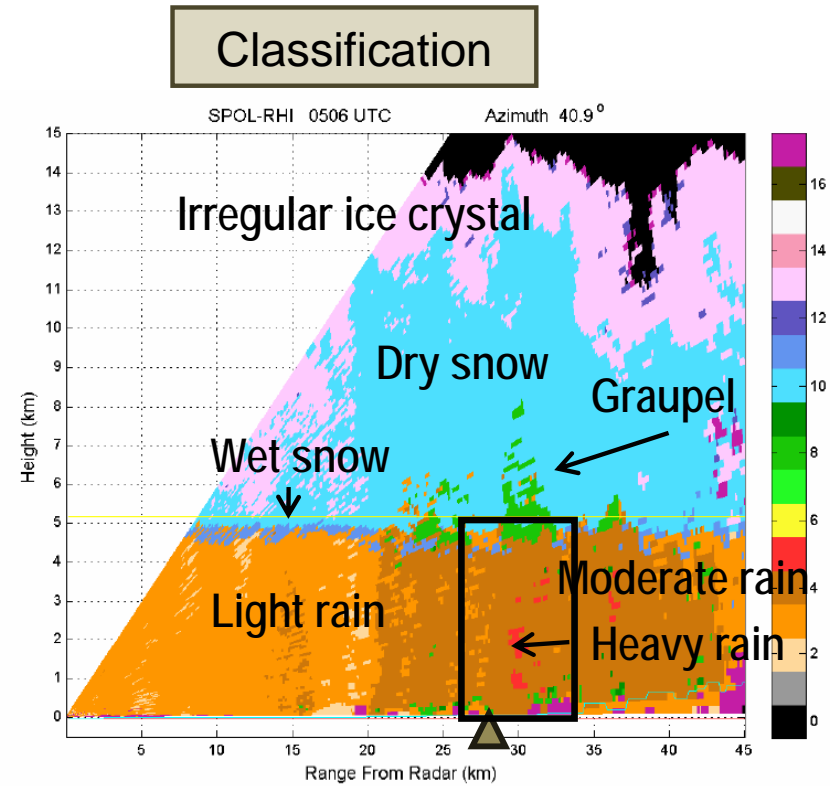 Classification
SPOL-RHI 0506 UTC Azimuth 40.9°
15
14
13
12
11
10
9
8
7
6
5
4
3
2
1
0
Height (km)
Irregular ice crystal
Dry snow
Graupel
Wet snow
Moderate rain
Light rain
Heavy rain
5 10 15 20 25 30 35 40 45
Range From Radar (km)
16
14
12
10
8
6
4
2
0